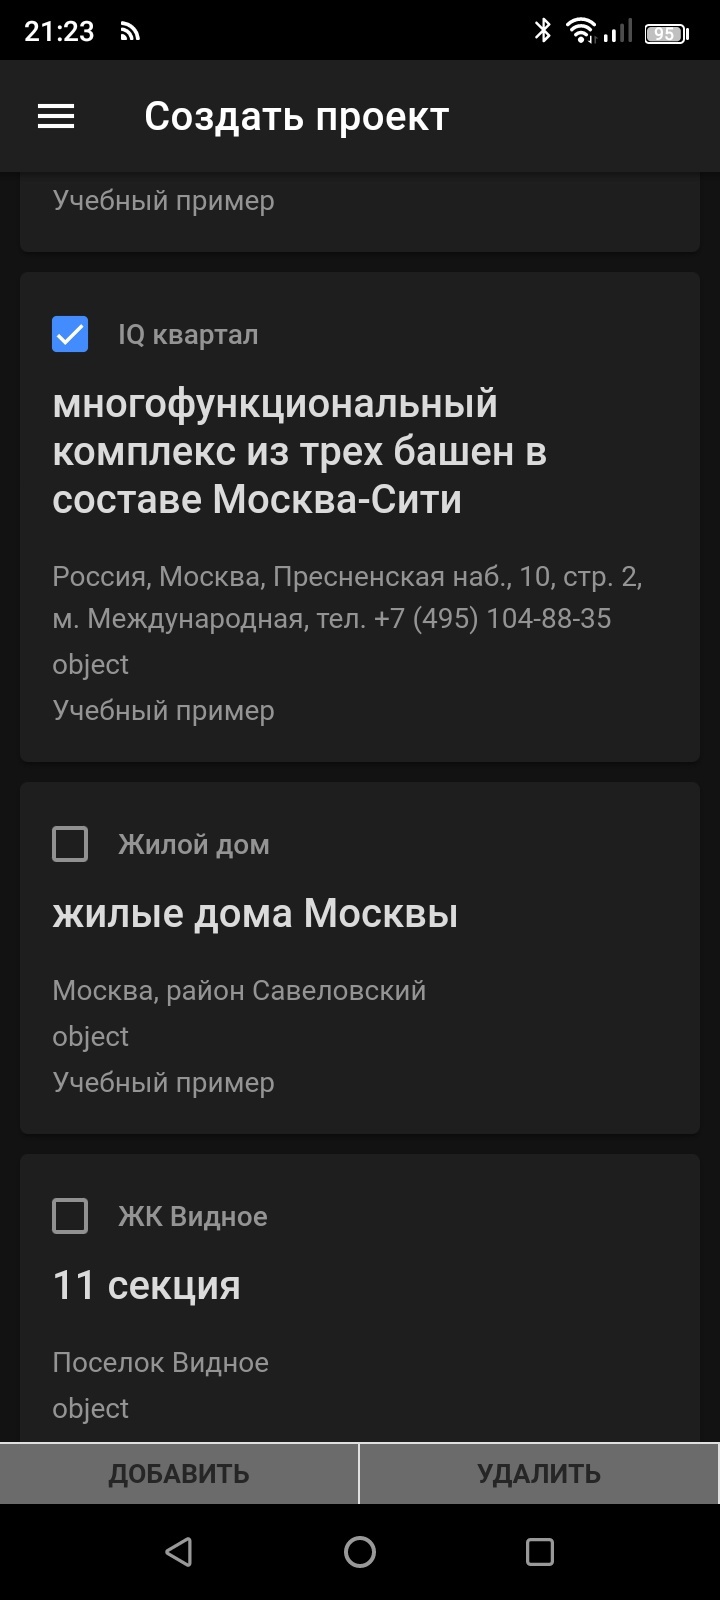 21:23
95
Создать проект
Учебный пример
IQ квартал
многофункциональный
комплекс из трех башен в
составе Москва-Сити
Россия, Москва, Пресненская наб., 10, стр. 2,
м. Международная, тел. +7 (495) 104-88-35
object
Учебный пример
Жилой дом
жилые дома Москвы
Москва, район Савеловский
object
Учебный пример
ЖК Видное
11 секция
Поселок Видное
object
ДОБАВИТЬ
УДАЛИТЬ